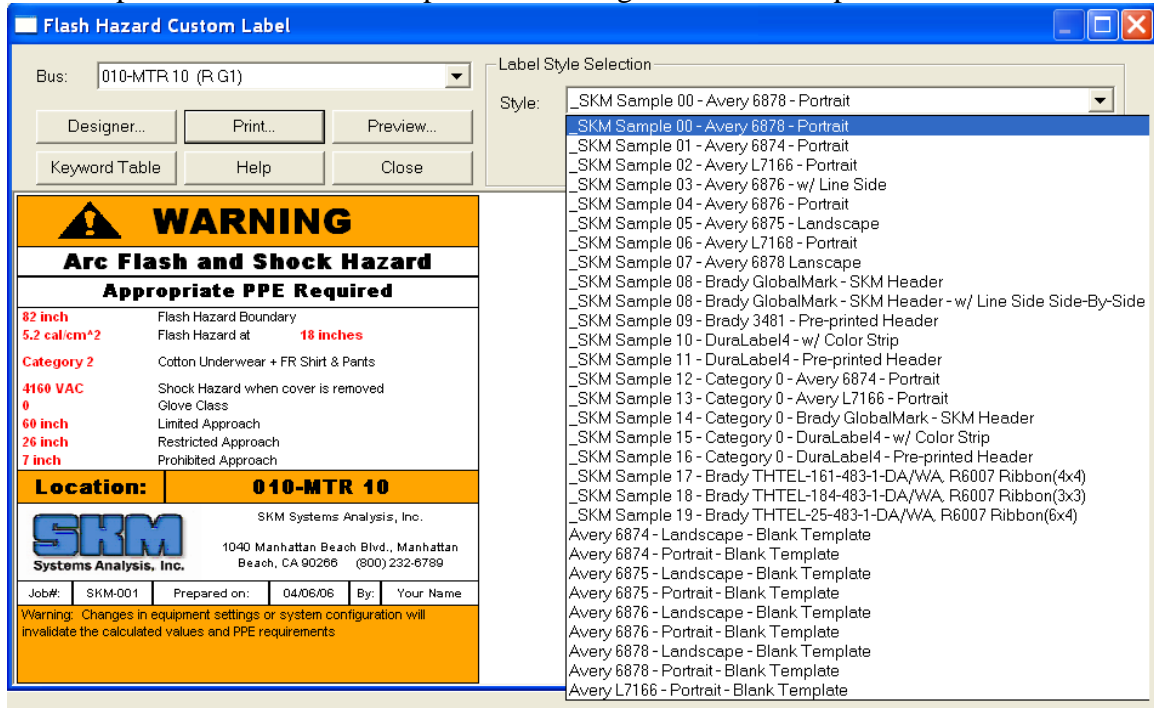 Flash Hazard Custom Label
Bus: 010-MTR 10 (R G1)
Designer... Print... Preview...
Keyword Table Help Close
Label Style Selection
Style: _SKM Sample 00 - Avery 6878 - Portrait
_SKM Sample 00 - Avery 6878 - Portrait
_SKM Sample 01 - Avery 6874 - Portrait
_SKM Sample 02 - Avery L7166 - Portrait
_SKM Sample 03 - Avery 6876 - w/ Line Side
_SKM Sample 04 - Avery 6876 - Portrait
_SKM Sample 05 - Avery 6875 - Landscape
_SKM Sample 06 - Avery L7168 - Portrait
_SKM Sample 07 - Avery 6878 Lanscape
_SKM Sample 08 - Brady GlobalMark - SKM Header
_SKM Sample 08 - Brady GlobalMark - SKM Header - w/ Line Side Side-By-Side
_SKM Sample 09 - Brady 3481 - Pre-printed Header
_SKM Sample 10 - DuraLabel4 - w/ Color Strip
_SKM Sample 11 - DuraLabel4 - Pre-printed Header
_SKM Sample 12 - Category 0 - Avery 6874 - Portrait
_SKM Sample 13 - Category 0 - Avery L7166 - Portrait
_SKM Sample 14 - Category 0 - Brady GlobalMark - SKM Header
_SKM Sample 15 - Category 0 - DuraLabel4 - w/ Color Strip
_SKM Sample 16 - Category 0 - DuraLabel4 - Pre-printed Header
_SKM Sample 17 - Brady THTEL-161-483-1-DA/WA, R6007 Ribbon(4x4)
_SKM Sample 18 - Brady THTEL-184-483-1-DA/WA, R6007 Ribbon(3x3)
_SKM Sample 19 - Brady THTEL-25-483-1-DA/WA, R6007 Ribbon(6x4)
Avery 6874 - Landscape - Blank Template
Avery 6874 - Portrait - Blank Template
Avery 6875 - Landscape - Blank Template
Avery 6875 - Portrait - Blank Template
Avery 6876 - Landscape - Blank Template
Avery 6876 - Portrait - Blank Template
Avery 6878 - Landscape - Blank Template
Avery 6878 - Portrait - Blank Template
Avery L7166 - Portrait - Blank Template
WARNING
Arc Flash and Shock Hazard
Appropriate PPE Required
82 inch Flash Hazard Boundary
5.2 cal/cm^2 Flash Hazard at 18 inches
Category 2 Cotton Underwear + FR Shirt & Pants
4160 VAC Shock Hazard when cover is removed
0 Glove Class
60 inch Limited Approach
26 inch Restricted Approach
7 inch Prohibited Approach
Location: 010-MTR 10
SKM
Systems Analysis, Inc.
SKM Systems Analysis, Inc.
1040 Manhattan Beach Blvd., Manhattan
Beach, CA 90266 (800) 232-6789
Job#: SKM-001 Prepared on: 04/06/06 By: Your Name
Warning: Changes in equipment settings or system configuration will
invalidate the calculated values and PPE requirements